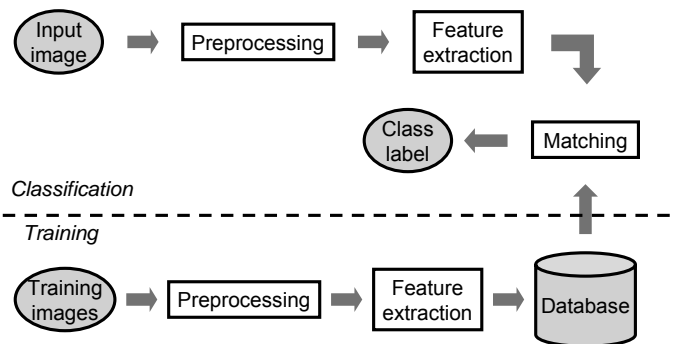 Input
image
Preprocessing
Feature
extraction
Class
label
Matching
Classification
Training
Training
images
Preprocessing
Feature
extraction
Database